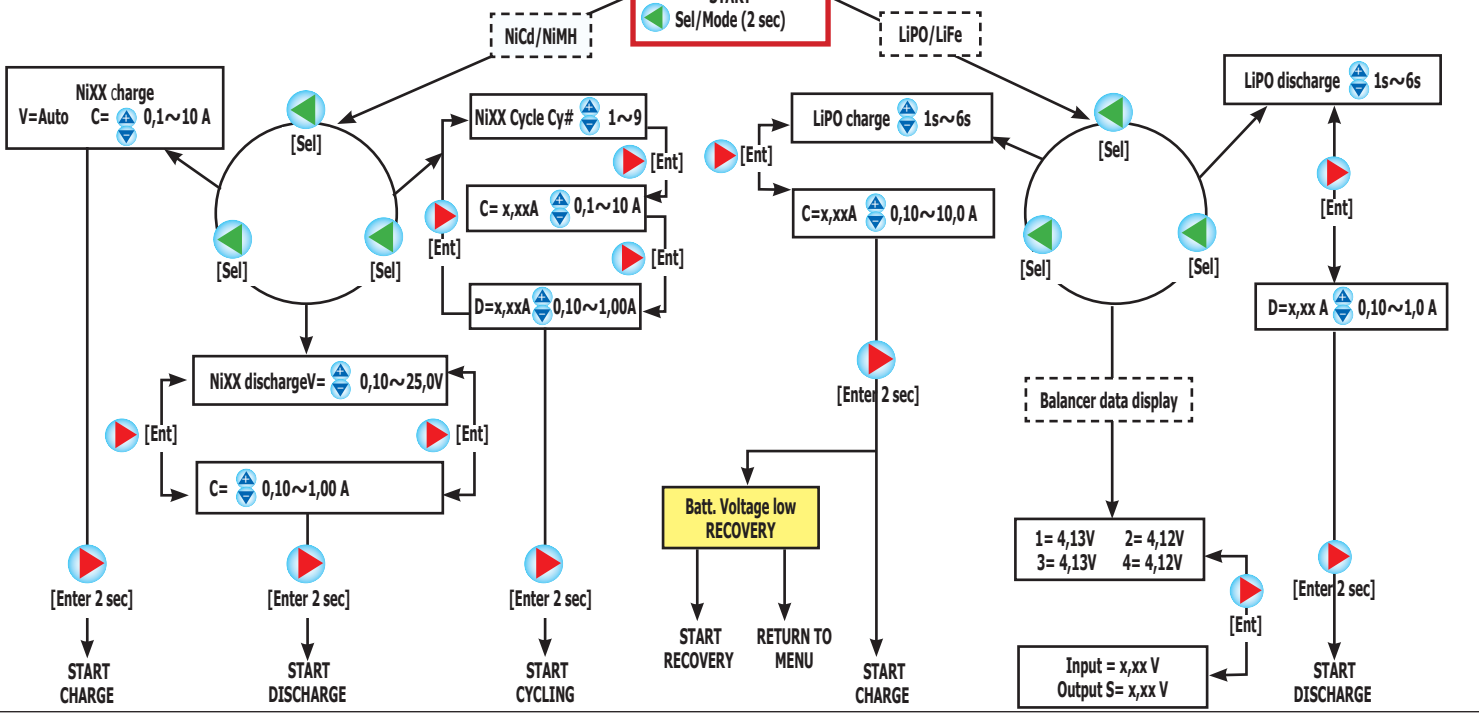 START
Sel/Mode (2 sec)
NiCd/NiMH
LiPO/LiFe
NiXX charge
V=Auto C= 0,1~10 A
[Sel]
[Sel]
[Sel]
NiXX Cycle Cy# 1~9
[Ent]
C= x,xxA 0,1~10 A
[Ent]
[Ent]
D=x,xxA 0,10~1,00A
NiXX dischargeV= 0,10~25,0V
[Ent]
[Ent]
C= 0,10~1,00 A
[Enter 2 sec]
START
CHARGE
[Enter 2 sec]
START
DISCHARGE
[Enter 2 sec]
START
CYCLING
LiPO charge 1s~6s
[Ent]
C=x,xxA 0,10~10,0 A
[Enter 2 sec]
Batt. Voltage low
RECOVERY
START
RECOVERY
RETURN TO
MENU
START
CHARGE
[Sel]
[Sel]
[Sel]
Balancer data display
1= 4,13V 2= 4,12V
3= 4,13V 4= 4,12V
[Ent]
Input = x,xx V
Output S= x,xx V
LiPO discharge 1s~6s
[Ent]
D=x,xx A 0,10~1,0 A
[Enter 2 sec]
START
DISCHARGE